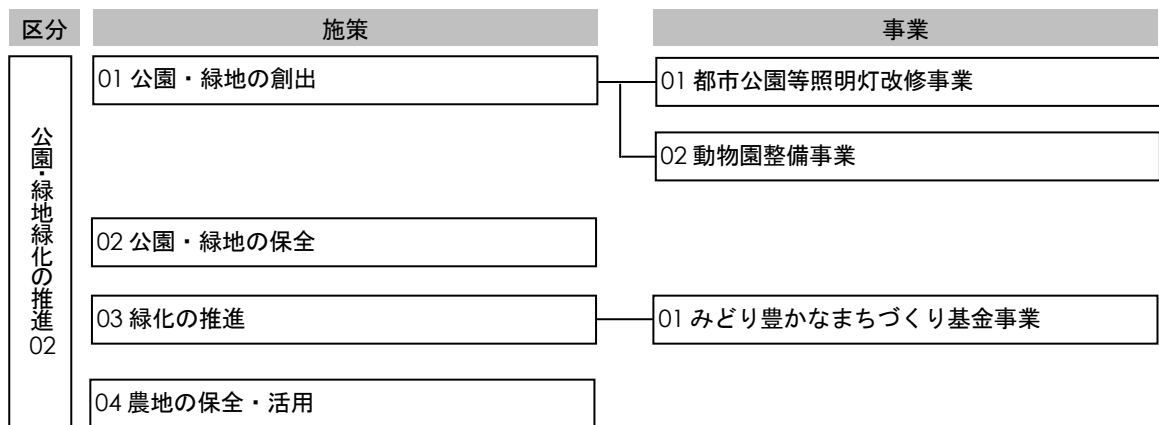 区分
施策
事業
公園・緑地緑化の推進02
01 公園・緑地の創出
01 都市公園等照明灯改修事業
02 動物園整備事業
02 公園・緑地の保全
03 緑化の推進
01 みどり豊かなまちづくり基金事業
04 農地の保全・活用